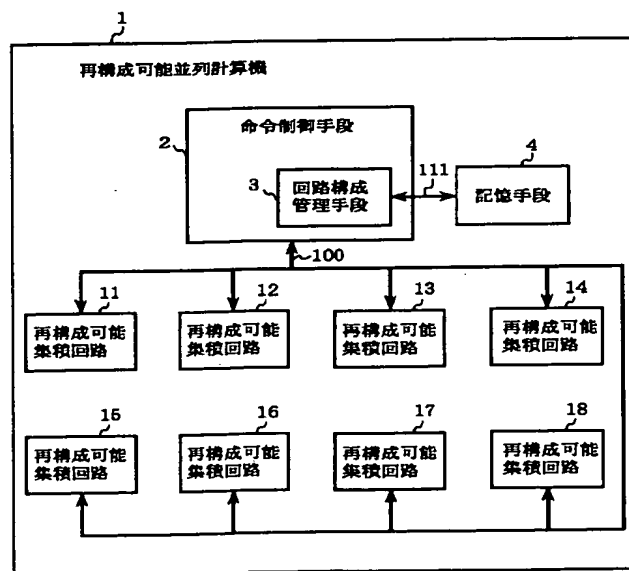 1
再構成可能並列計算機
命令制御手段
2
3
回路構成
管理手段
111
4
記憶手段
100
11
再構成可能
集積回路
12
再構成可能
集積回路
13
再構成可能
集積回路
14
再構成可能
集積回路
15
再構成可能
集積回路
16
再構成可能
集積回路
17
再構成可能
集積回路
18
再構成可能
集積回路